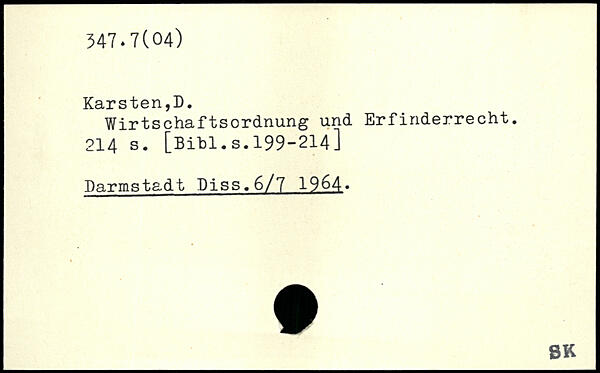 347.7(04)
Karsten,D.
Wirtschaftsordnung und Erfinderrecht.
214 s. [Bibl.s.199-214]
Darmstadt Diss.6/7 1964.
SK